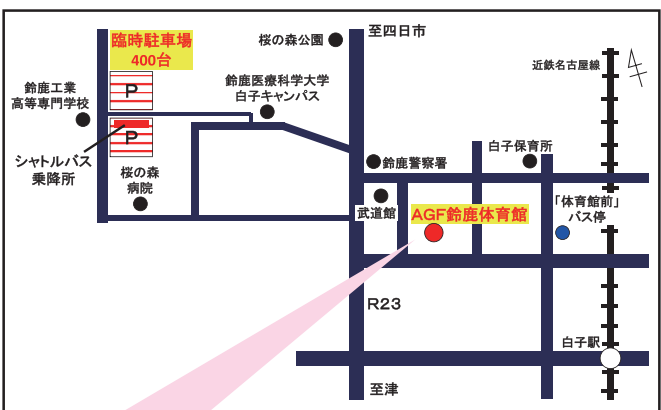 臨時駐車場
400台
桜の森公園
至四日市
近鉄名古屋線
鈴鹿工業
高等専門学校
P
鈴鹿医療科学大学
白子キャンパス
P
シャトルバス
乗降所
桜の森
病院
鈴鹿警察署
白子保育所
武道館
AGF鈴鹿体育館
「体育館前」
バス停
R23
白子駅
至津